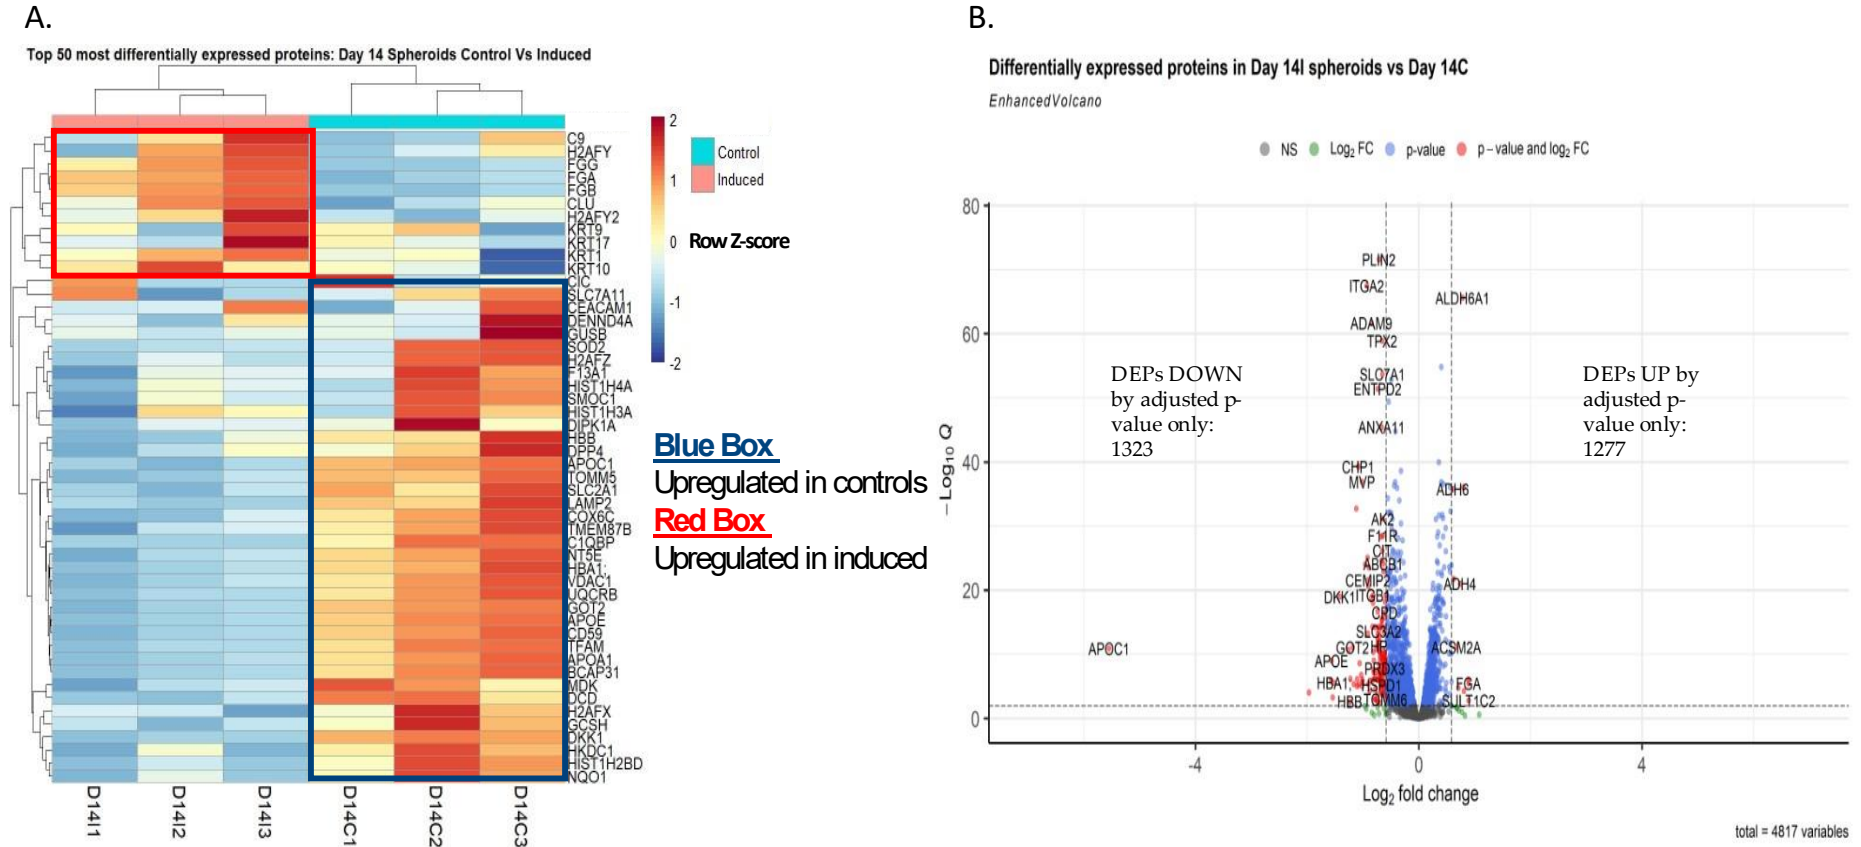 A.
Top 50 most differentially expressed proteins: Day 14 Spheroids Control Vs Induced
C9
H2AFY
FGG
FGA
FGB
CLU
H2AFY2
KRT9
KRT17
KRT1
KRT10
CIC
SLC7A11
CEACAM1
DENND4A
GUSB
SOD2
H2AFZ
F13A1
HIST1H4A
SMOC1
HIST1H3A
DIPK1A
HBB
DPP4
APOC1
TOMM5
SLC2A1
LAMP2
COX6C
TMEM87B
C1QBP
NT5E
HBA1;
VDAC1
UQCRB
GOT2
APOE
CD59
TFAM
APOA1
BCAP31
MDK
DCD
H2AFX
GCSH
DKK1
HKDC1
HIST1H2BD
NQO1
D14I1
D14I2
D14I3
D14C1
D14C2
D14C3
2
1
0
-1
-2
Row Z-score
Control
Induced
Blue Box
Upregulated in controls
Red Box
Upregulated in induced
B.
Differentially expressed proteins in Day 14I spheroids vs Day 14C
EnhancedVolcano
NS
Log2 FC
p-value
p – value and log2 FC
80
60
40
20
0
– Log10 Q
PLIN2
ITGA2
ALDH6A1
ADAM9
TPX2
SLC7A1
ENTPD2
ANXA11
CHP1
MVP
ADH6
AK2
F11R
CIT
ABCB1
CEMIP2
ADH4
DKK1
ITGB1
CPD
SLC3A2
APOC1
GOT2
HP
ACSM2A
APOE
PRDX3
HBA1;
HSPD1
FGA
HBB
TOMM6
SULT1C2
DEPs DOWN
by adjusted p-
value only:
1323
DEPs UP by
adjusted p-
value only:
1277
-4
0
4
Log2 fold change
total = 4817 variables